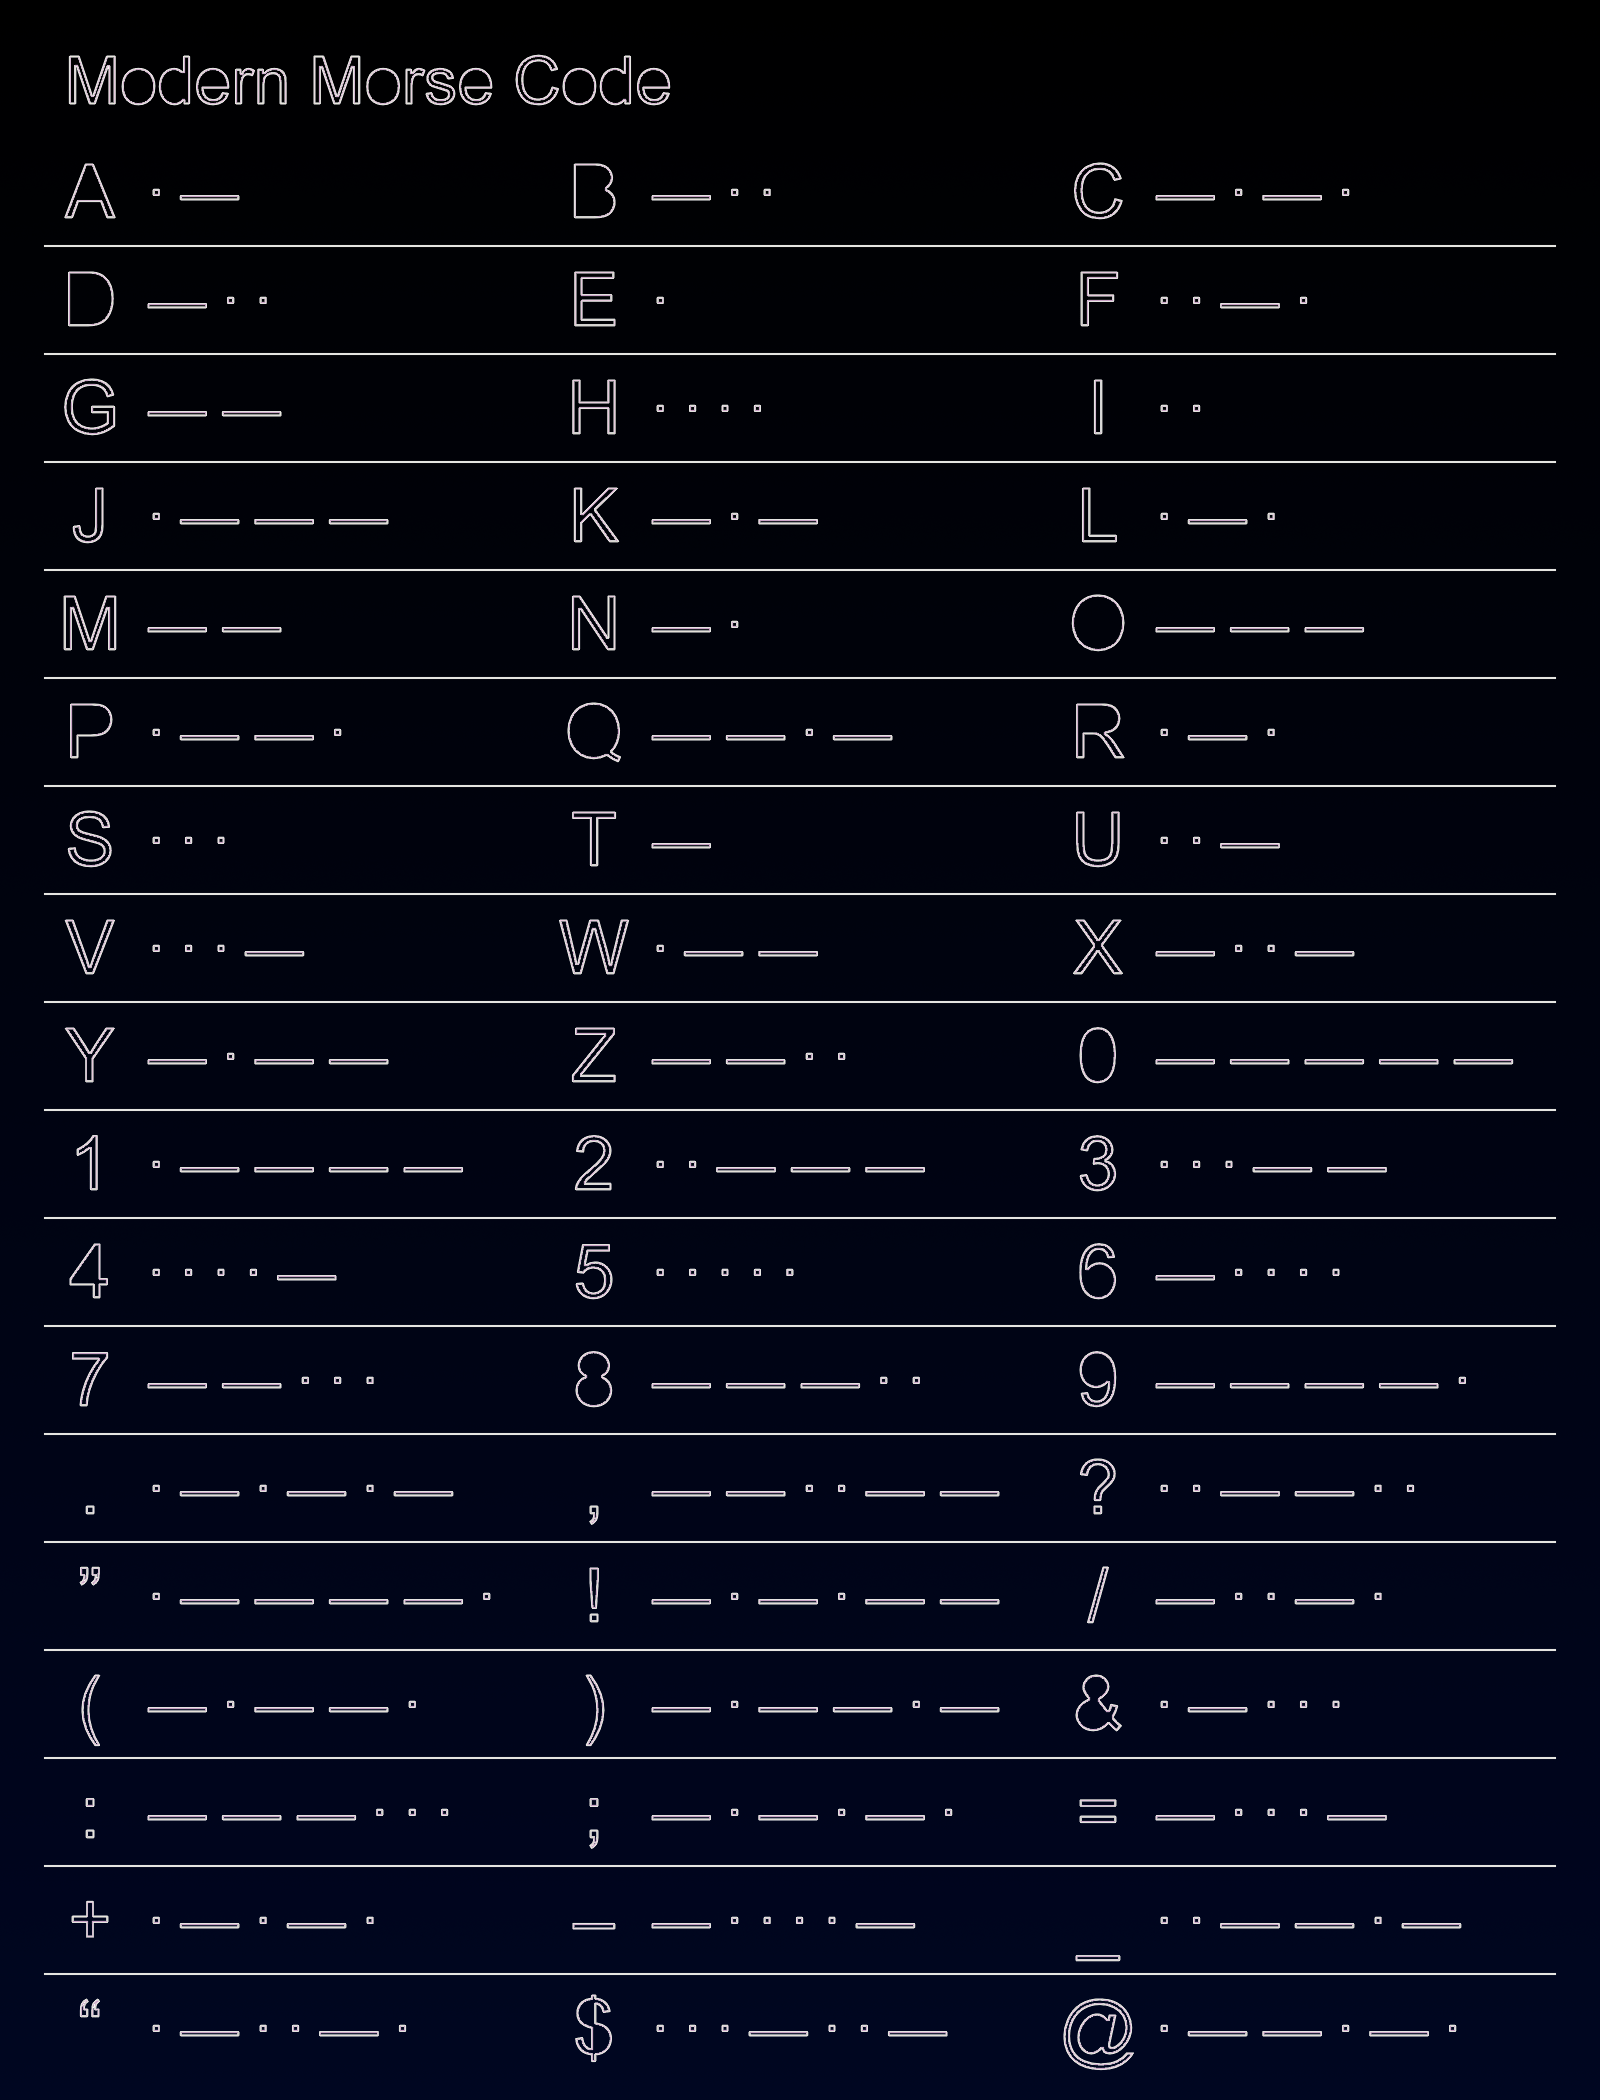 Modern Morse Code
A ·— B —·· C —·—·
D —·· E · F ··—·
G —— H ···· I ··
J ·——— K —·— L ·—·
M —— N —· O ———
P ·——· Q ——·— R ·—·
S ··· T — U ··—
V ···— W ·—— X —··—
Y —·—— Z ——·· 0 —————
1 ·———— 2 ··——— 3 ···——
4 ····— 5 ····· 6 —····
7 ——··· 8 ———·· 9 ————·
. ·—·—·— , ——··—— ? ··——··
” ·————· ! —·—·—— / —··—·
( —·——· ) —·——·— & ·—···
: ———··· ; —·—·—· = —···—
+ ·—·—· – —····— _ ··——·—
“ ·—··—· $ ···—··— @ ·——·—·